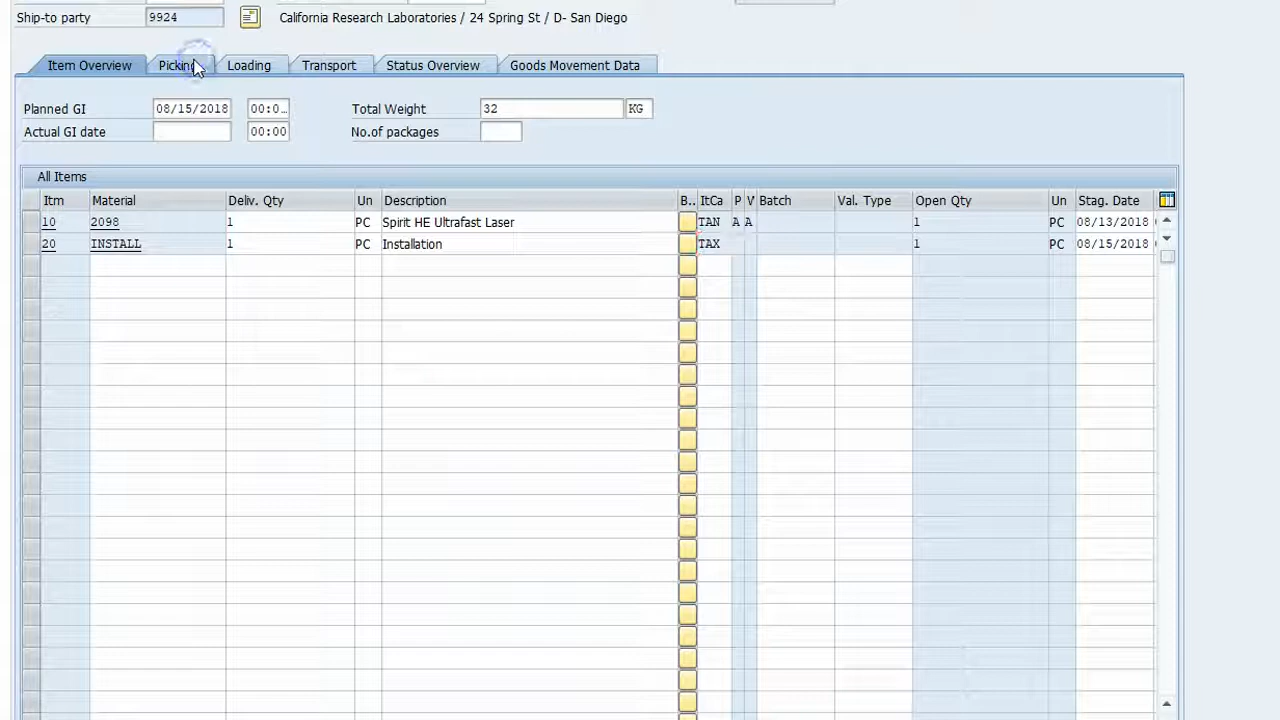 Ship-to party 9924 California Research Laboratories / 24 Spring St / D- San Diego
Item Overview Picking Loading Transport Status Overview Goods Movement Data
Planned GI 08/15/2018 00:0... Total Weight 32 KG
Actual GI date 00:00 No.of packages
All Items
Itm Material Deliv. Qty Un Description B.. ItCa P V Batch Val. Type Open Qty Un Stag. Date
10 2098 1 PC Spirit HE Ultrafast Laser TAN A A 1 PC 08/13/2018
20 INSTALL 1 PC Installation TAX 1 PC 08/15/2018